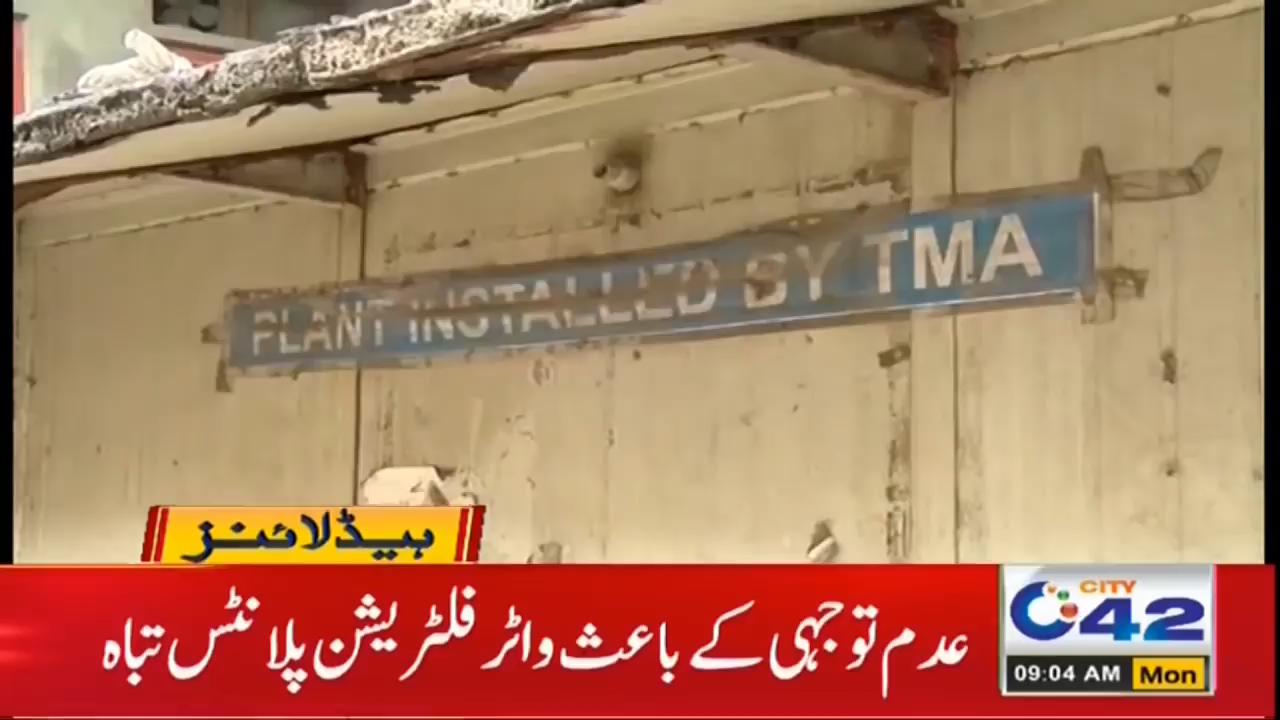 PLANT INSTALLED BY TMA
ہیڈلائنز
عدم توجہی کے باعث واٹر فلٹریشن پلانٹس تباہ
CITY
42
09:04 AM Mon